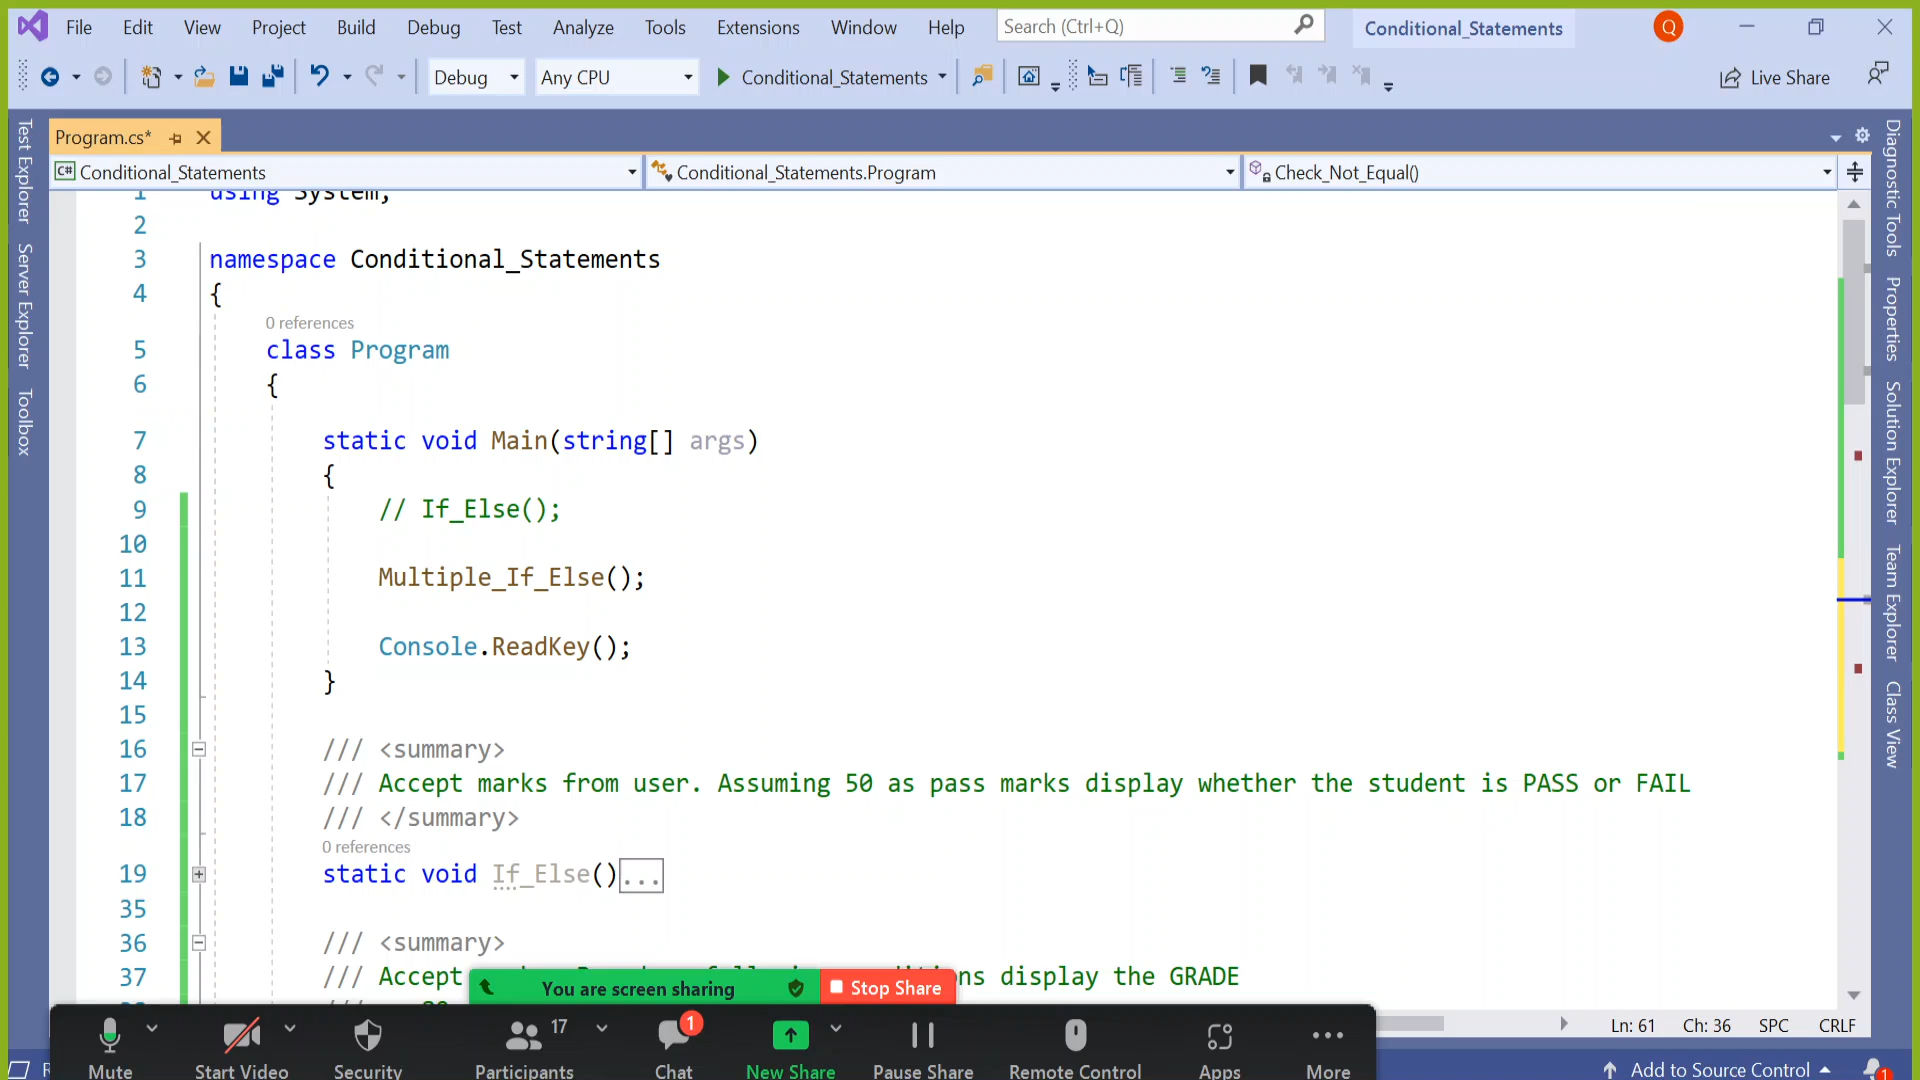 File Edit View Project Build Debug Test Analyze Tools Extensions Window Help Search (Ctrl+Q) Conditional_Statements Q
Debug Any CPU Conditional_Statements Live Share
Program.cs*
C# Conditional_Statements Conditional_Statements.Program Check_Not_Equal()
Test Explorer
Server Explorer
Toolbox
1 using System;
2
3 namespace Conditional_Statements
4 {
0 references
5 class Program
6 {
7 static void Main(string[] args)
8 {
9 // If_Else();
10
11 Multiple_If_Else();
12
13 Console.ReadKey();
14 }
15
16 /// <summary>
17 /// Accept marks from user. Assuming 50 as pass marks display whether the student is PASS or FAIL
18 /// </summary>
0 references
19 static void If_Else()...
35
36 /// <summary>
37 /// Accept ns display the GRADE
Diagnostic Tools
Properties
Solution Explorer
Team Explorer
Class View
You are screen sharing Stop Share
Ln: 61 Ch: 36 SPC CRLF
17 1
Mute Start Video Security Participants Chat New Share Pause Share Remote Control Apps More
Add to Source Control 1